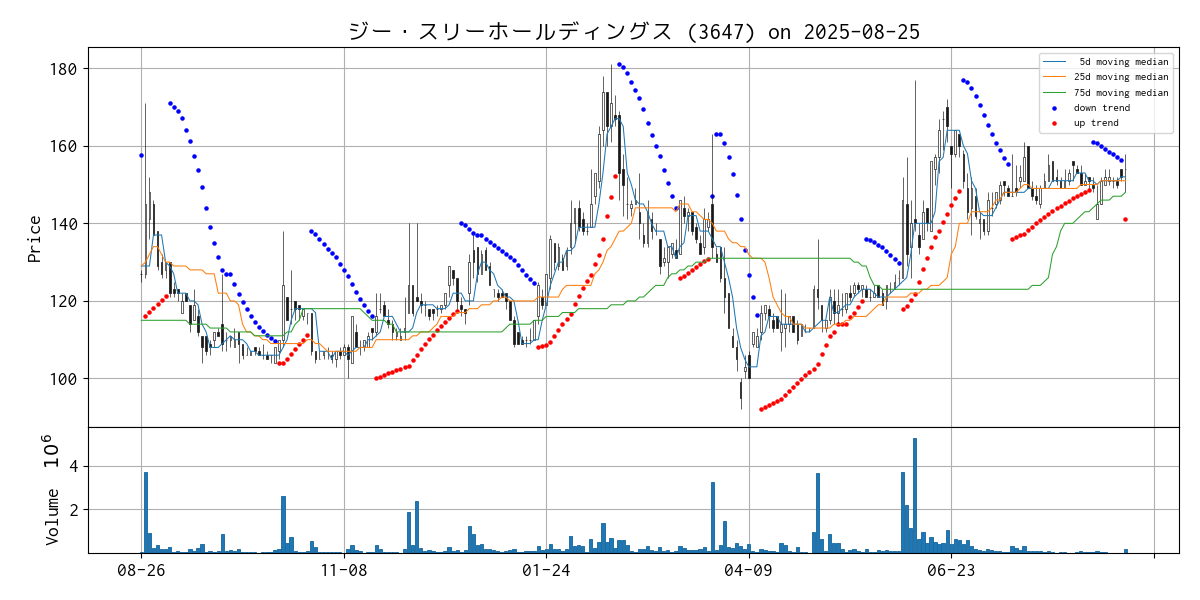 ジー・スリーホールディングス (3647) on 2025-08-25
5d moving median
25d moving median
75d moving median
down trend
up trend
Price
180
160
140
120
100
Volume 10^6
4
2
08-26
11-08
01-24
04-09
06-23